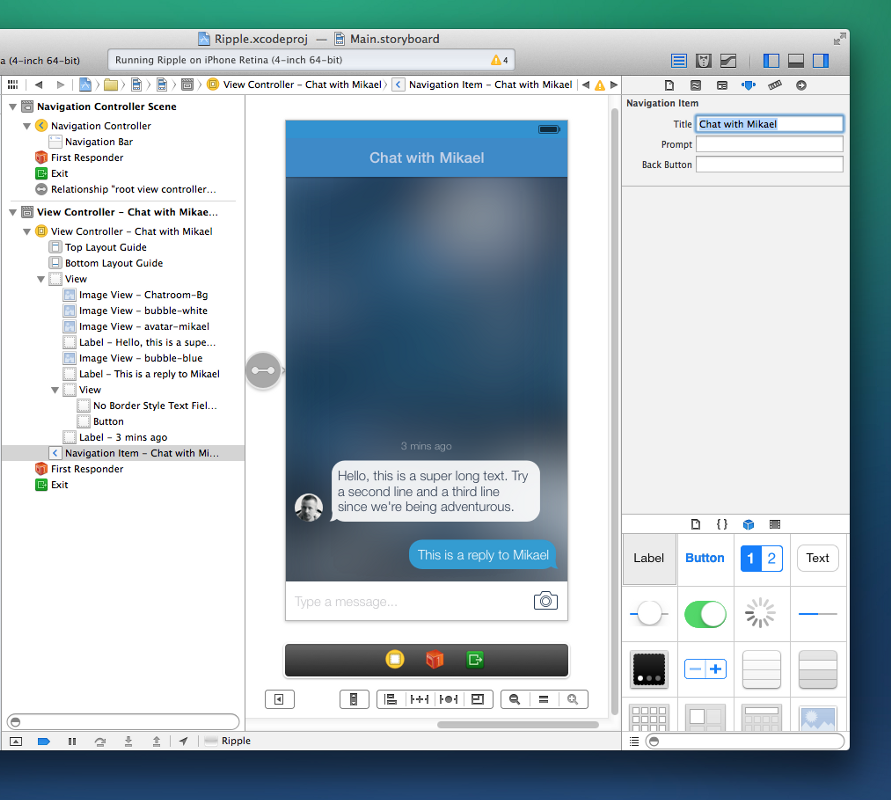 Ripple.xcodeproj — Main.storyboard
a (4-inch 64-bit)
Running Ripple on iPhone Retina (4-inch 64-bit)
4
View Controller – Chat with Mikael
Navigation Item – Chat with Mikael
Navigation Controller Scene
Navigation Controller
Navigation Bar
First Responder
Exit
Relationship "root view controller...
View Controller – Chat with Mikae...
View Controller – Chat with Mikael
Top Layout Guide
Bottom Layout Guide
View
Image View – Chatroom-Bg
Image View – bubble-white
Image View – avatar-mikael
Label – Hello, this is a supe...
Image View – bubble-blue
Label – This is a reply to Mikael
View
No Border Style Text Fiel...
Button
Label – 3 mins ago
Navigation Item – Chat with Mi...
First Responder
Exit
Chat with Mikael
3 mins ago
Hello, this is a super long text. Try
a second line and a third line
since we're being adventurous.
This is a reply to Mikael
Type a message...
Navigation Item
Title Chat with Mikael
Prompt
Back Button
{ }
Label Button 1 2 Text
Ripple